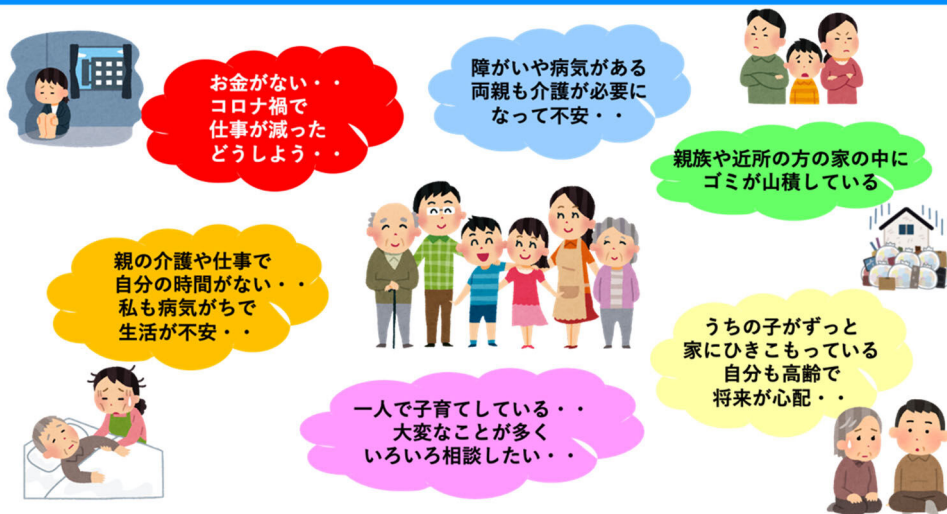 お金がない・・
コロナ禍で
仕事が減った
どうしよう・・
障がいや病気がある
両親も介護が必要に
なって不安・・
親族や近所の方の家の中に
ゴミが山積している
親の介護や仕事で
自分の時間がない・・
私も病気がちで
生活が不安・・
うちの子がずっと
家にひきこもっている
自分も高齢で
将来が心配・・
一人で子育てしている・・
大変なことが多く
いろいろ相談したい・・